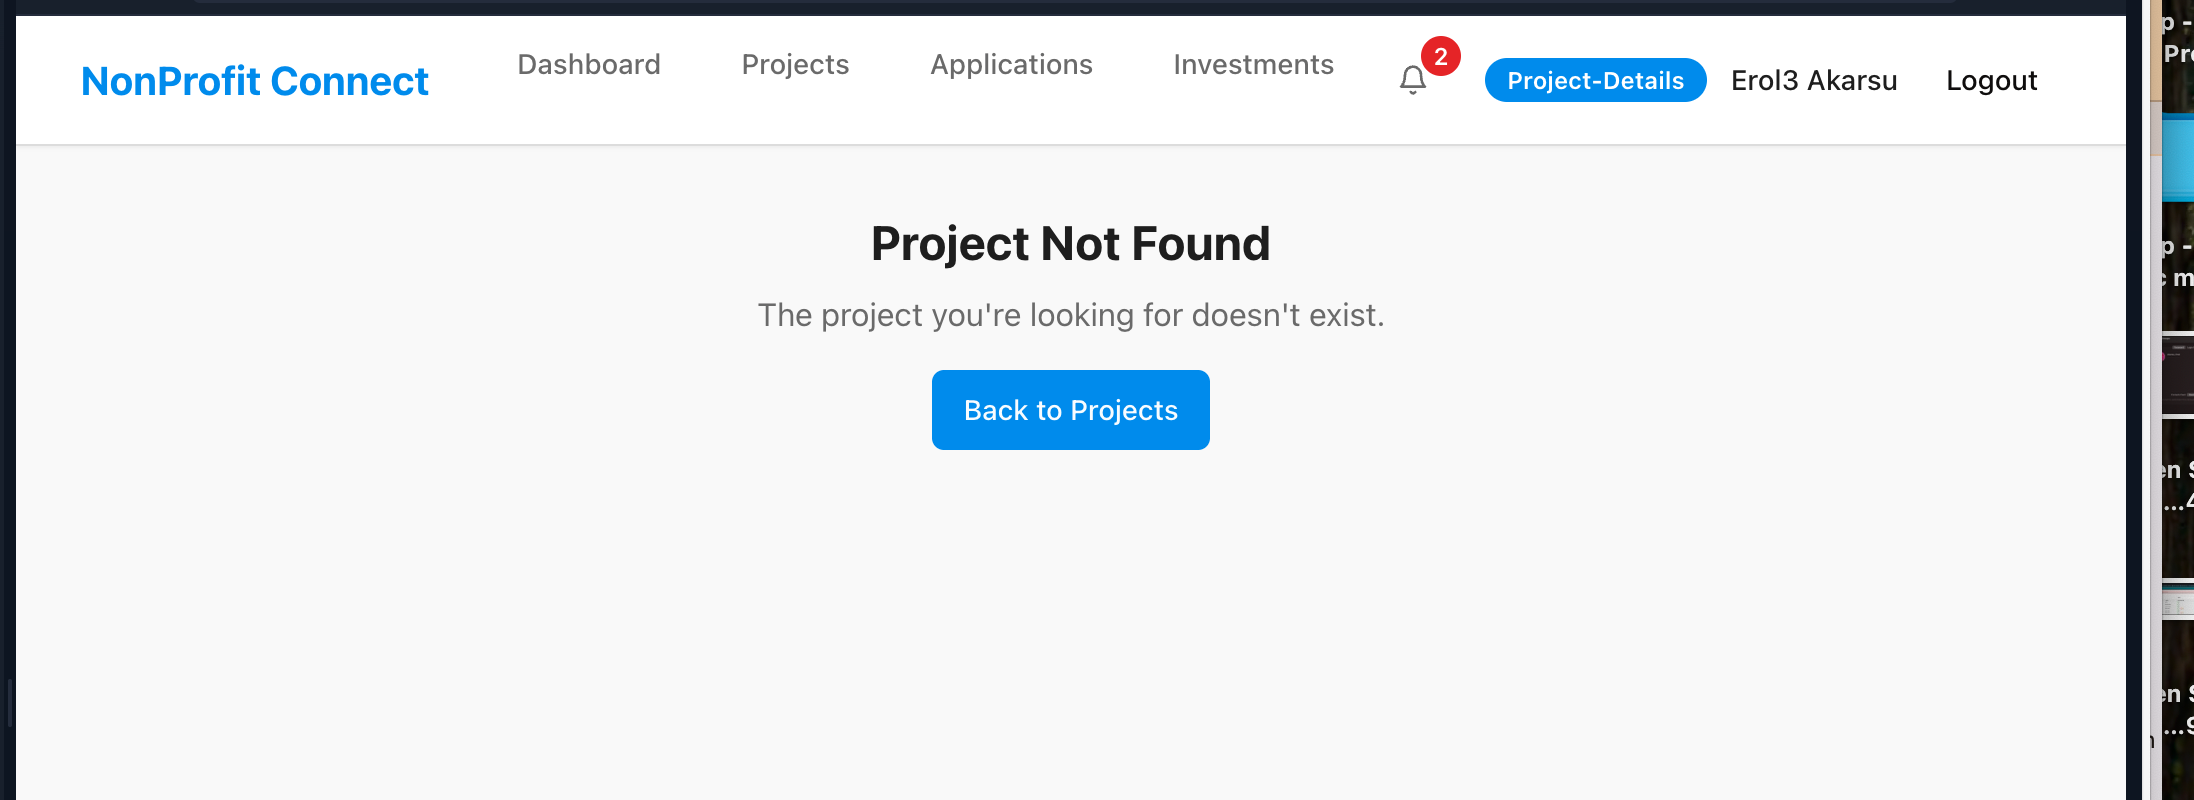 NonProfit Connect
Dashboard
Projects
Applications
Investments
2
Project-Details
Erol3 Akarsu
Logout
Project Not Found
The project you're looking for doesn't exist.
Back to Projects